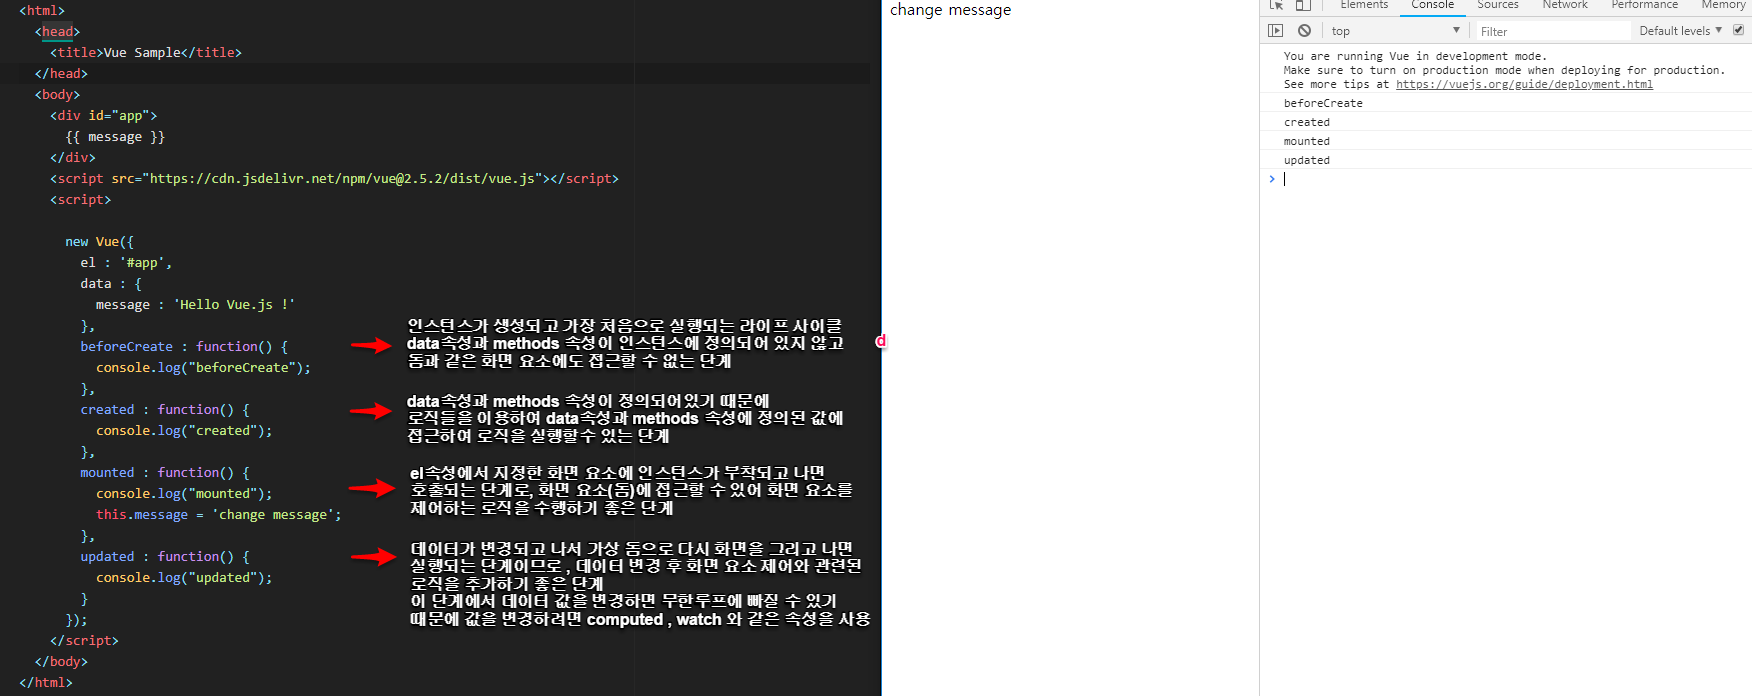 <html>
<head>
<title>Vue Sample</title>
</head>
<body>
<div id="app">
{{ message }}
</div>
<script src="https://cdn.jsdelivr.net/npm/vue@2.5.2/dist/vue.js"></script>
<script>
new Vue({
el : '#app',
data : {
message : 'Hello Vue.js !'
},
beforeCreate : function() {
console.log("beforeCreate");
},
created : function() {
console.log("created");
},
mounted : function() {
console.log("mounted");
this.message = 'change message';
},
updated : function() {
console.log("updated");
}
});
</script>
</body>
</html>
인스턴스가 생성되고 가장 처음으로 실행되는 라이프 사이클
data속성과 methods 속성이 인스턴스에 정의되어 있지 않고
돔과 같은 화면 요소에도 접근할 수 없는 단계
data속성과 methods 속성이 정의되어있기 때문에
로직들을 이용하여 data속성과 methods 속성에 정의된 값에
접근하여 로직을 실행할수 있는 단계
el속성에서 지정한 화면 요소에 인스턴스가 부착되고 나면
호출되는 단계로, 화면 요소(돔)에 접근할 수 있어 화면 요소를
제어하는 로직을 수행하기 좋은 단계
데이터가 변경되고 나서 가상 돔으로 다시 화면을 그리고 나면
실행되는 단계이므로 , 데이터 변경 후 화면 요소 제어와 관련된
로직을 추가하기 좋은 단계
이 단계에서 데이터 값을 변경하면 무한루프에 빠질 수 있기
때문에 값을 변경하려면 computed , watch 와 같은 속성을 사용
d
change message
Elements Console Sources Network Performance Memory
top Filter Default levels
You are running Vue in development mode.
Make sure to turn on production mode when deploying for production.
See more tips at https://vuejs.org/guide/deployment.html
beforeCreate
created
mounted
updated